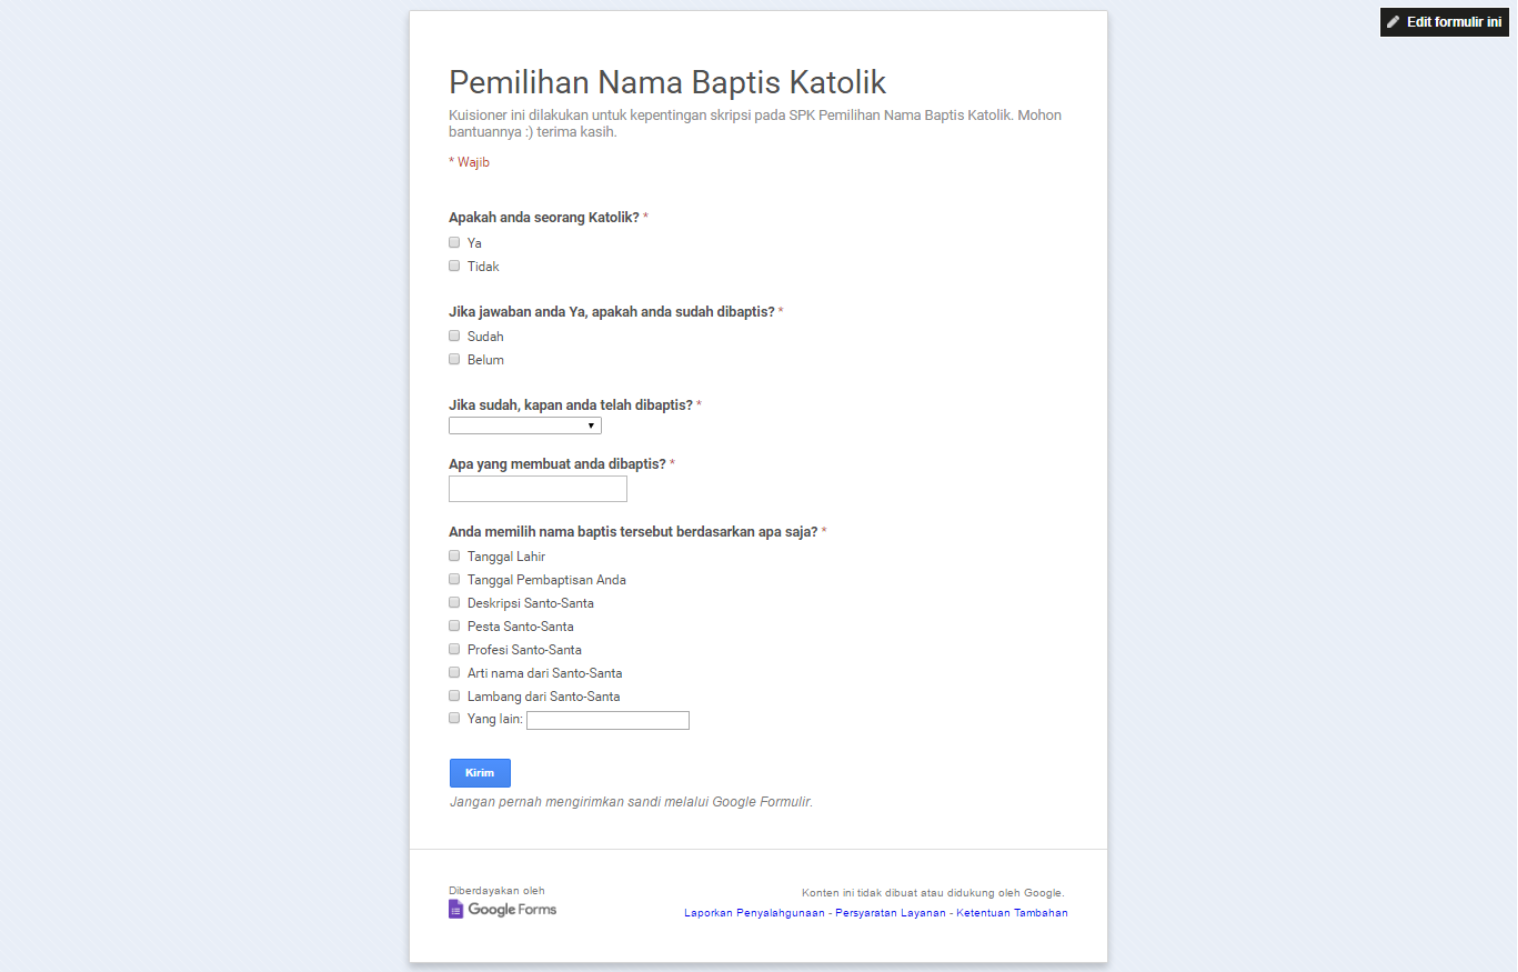 Edit formulir ini
Pemilihan Nama Baptis Katolik
Kuisioner ini dilakukan untuk kepentingan skripsi pada SPK Pemilihan Nama Baptis Katolik. Mohon
bantuannya :) terima kasih.
* Wajib
Apakah anda seorang Katolik? *
Ya
Tidak
Jika jawaban anda Ya, apakah anda sudah dibaptis? *
Sudah
Belum
Jika sudah, kapan anda telah dibaptis? *
Apa yang membuat anda dibaptis? *
Anda memilih nama baptis tersebut berdasarkan apa saja? *
Tanggal Lahir
Tanggal Pembaptisan Anda
Deskripsi Santo-Santa
Pesta Santo-Santa
Profesi Santo-Santa
Arti nama dari Santo-Santa
Lambang dari Santo-Santa
Yang lain:
Kirim
Jangan pernah mengirimkan sandi melalui Google Formulir.
Diberdayakan oleh
Google Forms
Konten ini tidak dibuat atau didukung oleh Google.
Laporkan Penyalahgunaan - Persyaratan Layanan - Ketentuan Tambahan